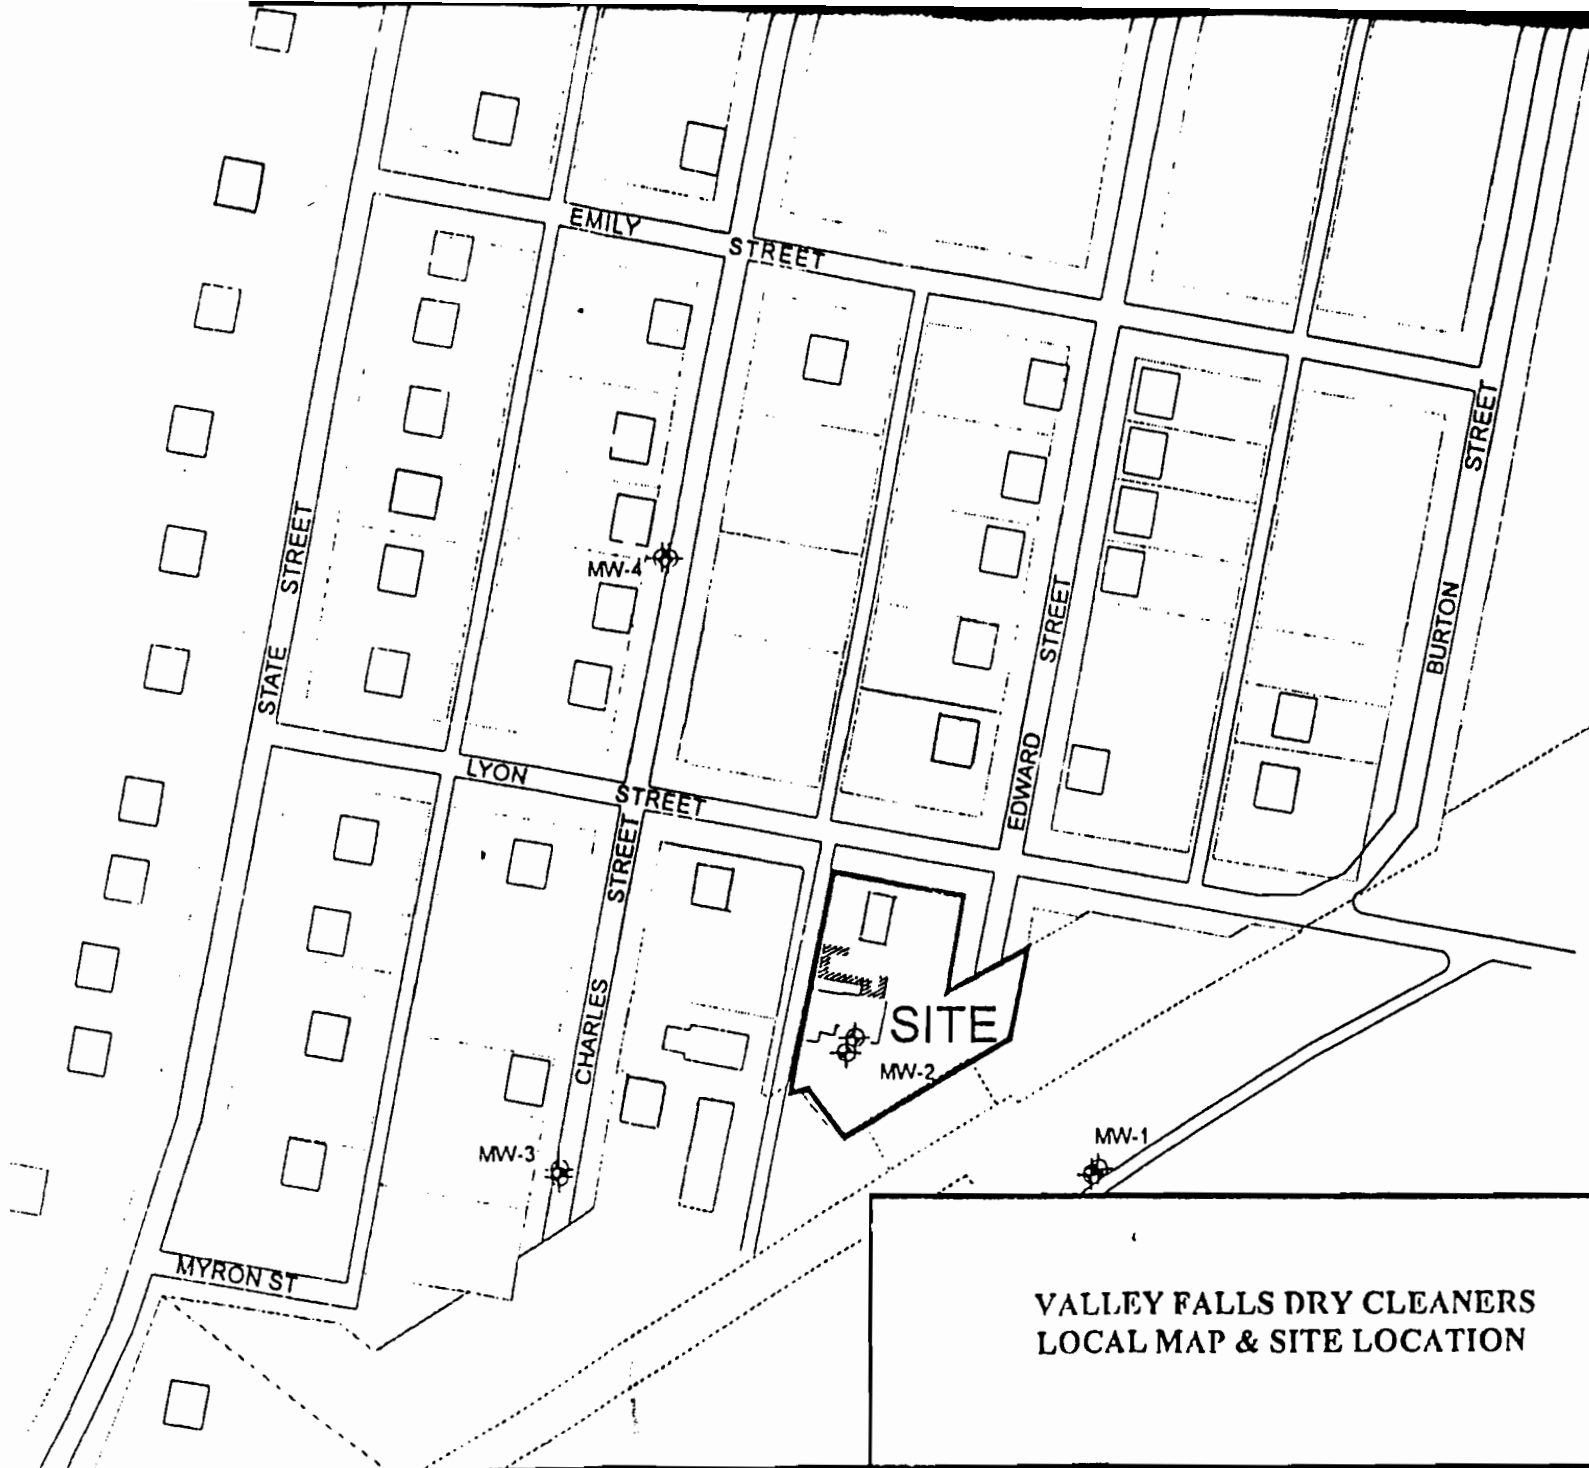 EMILY STREET
STATE STREET
MW-4
EDWARD STREET
BURTON STREET
LYON STREET
CHARLES STREET
SITE
MW-2
MW-1
MW-3
MYRON ST
VALLEY FALLS DRY CLEANERS
LOCAL MAP & SITE LOCATION